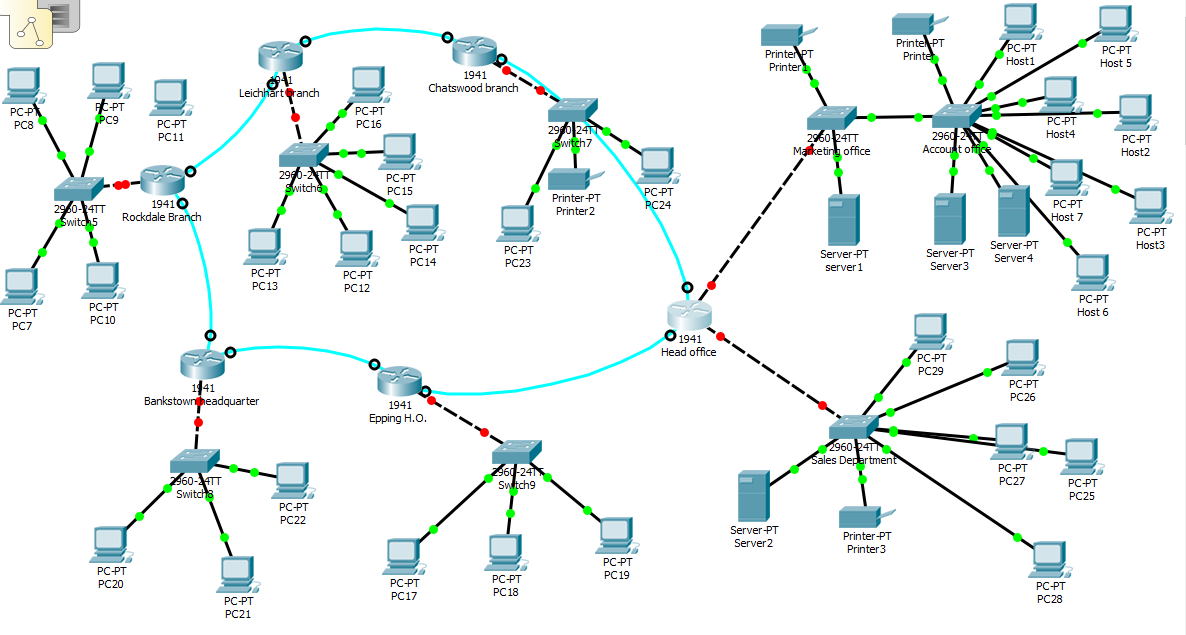 1941
Leichhart branch
1941
Chatswood branch
Printer-PT
Printer1
Printer-PT
Printer
PC-PT
Host1
PC-PT
Host 5
PC-PT
PC8
PC-PT
PC9
PC-PT
PC11
PC-PT
PC16
2960-24TT
Switch7
2960-24TT
Marketing office
2960-24TT
Account office
PC-PT
Host4
PC-PT
Host2
2960-24TT
Switch6
PC-PT
PC15
Printer-PT
Printer2
PC-PT
PC24
2960-24TT
Switch5
1941
Rockdale Branch
PC-PT
Host 7
PC-PT
Host3
PC-PT
PC13
PC-PT
PC12
PC-PT
PC14
PC-PT
PC23
Server-PT
server1
Server-PT
Server3
Server-PT
Server4
PC-PT
PC7
PC-PT
PC10
PC-PT
Host 6
1941
Head office
1941
Bankstown headquarter
1941
Epping H.O.
PC-PT
PC29
PC-PT
PC26
2960-24TT
Sales Department
PC-PT
PC27
PC-PT
PC25
2960-24TT
Switch8
PC-PT
PC22
2960-24TT
Switch9
Server-PT
Server2
Printer-PT
Printer3
PC-PT
PC20
PC-PT
PC21
PC-PT
PC17
PC-PT
PC18
PC-PT
PC19
PC-PT
PC28